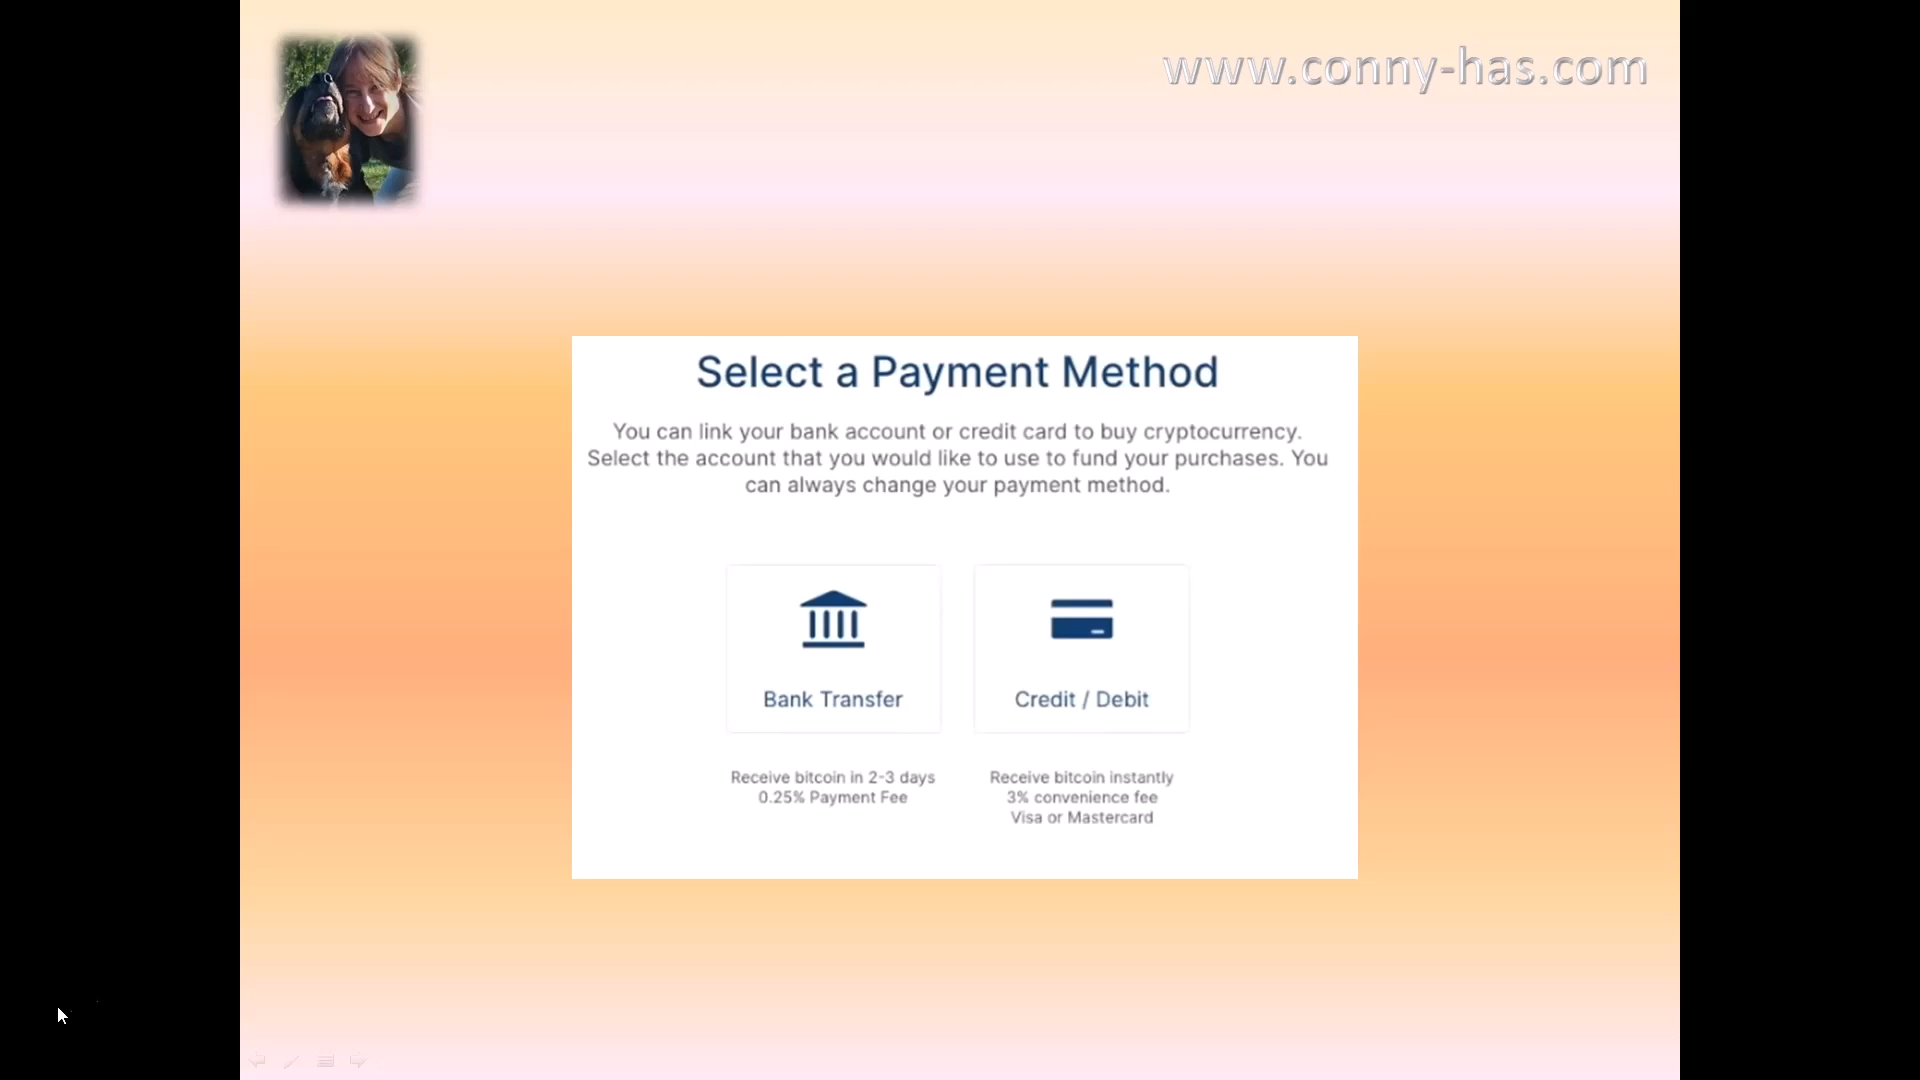 www.conny-has.com
Select a Payment Method
You can link your bank account or credit card to buy cryptocurrency.
Select the account that you would like to use to fund your purchases. You
can always change your payment method.
Bank Transfer
Credit / Debit
Receive bitcoin in 2-3 days
0.25% Payment Fee
Receive bitcoin instantly
3% convenience fee
Visa or Mastercard